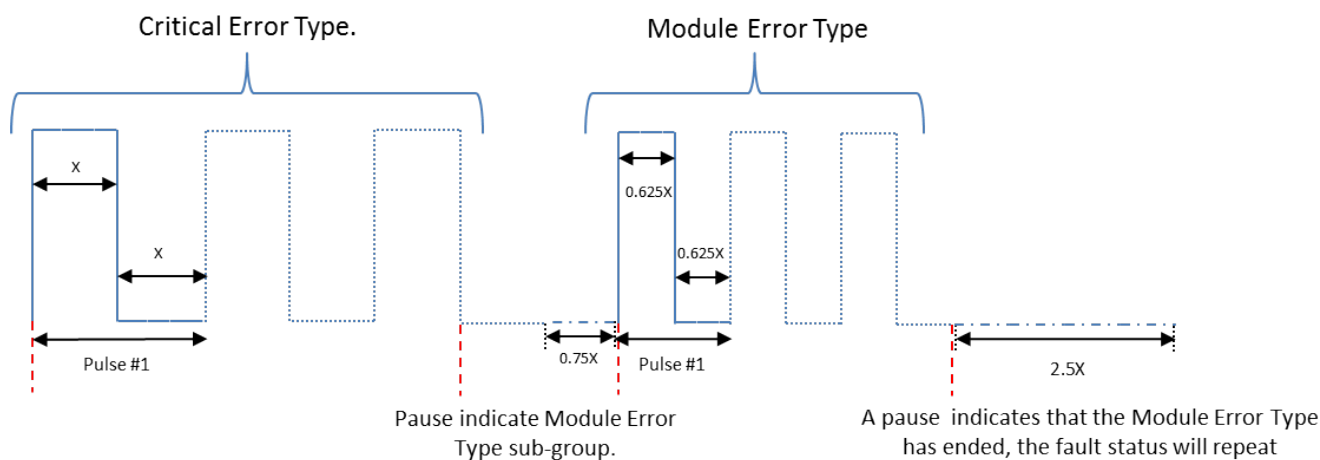 Critical Error Type.
Module Error Type
X
0.625X
X
0.625X
Pulse #1
0.75X
Pulse #1
2.5X
Pause indicate Module Error
Type sub-group.
A pause indicates that the Module Error Type
has ended, the fault status will repeat